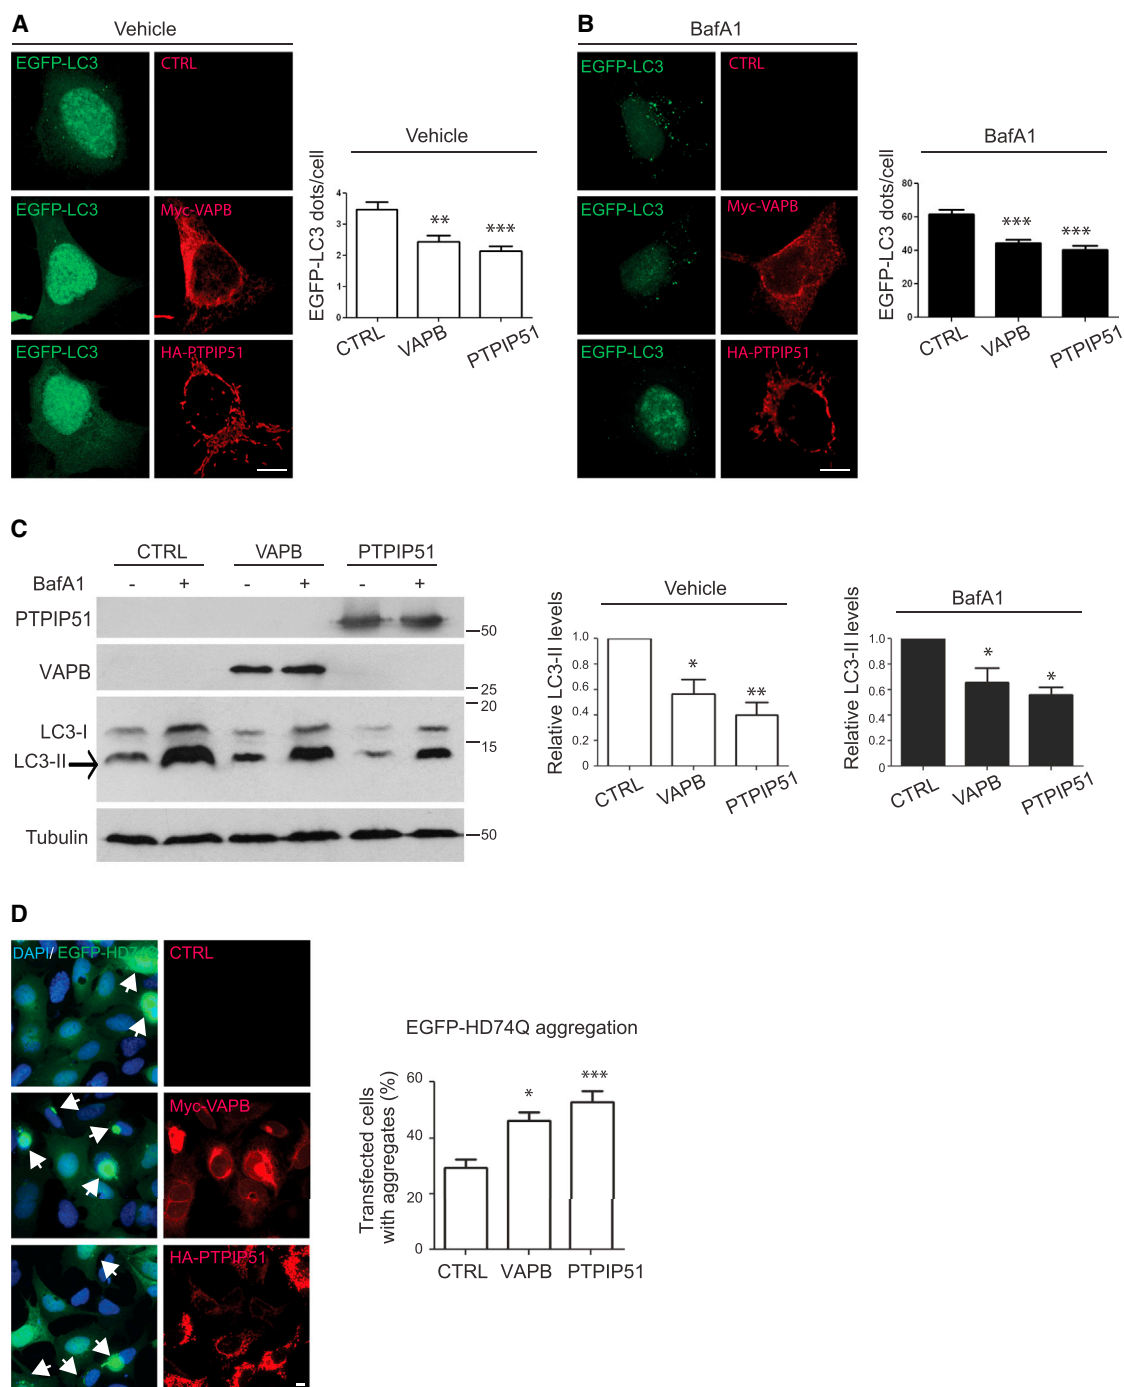 A
Vehicle
EGFP-LC3
CTRL
EGFP-LC3
Myc-VAPB
EGFP-LC3
HA-PTPIP51
Vehicle
EGFP-LC3 dots/cell
4
3
2
1
0
**
***
CTRL
VAPB
PTPIP51
B
BafA1
EGFP-LC3
CTRL
EGFP-LC3
Myc-VAPB
EGFP-LC3
HA-PTPIP51
BafA1
EGFP-LC3 dots/cell
80
60
40
20
0
***
***
CTRL
VAPB
PTPIP51
C
CTRL VAPB PTPIP51
BafA1 - + - + - +
PTPIP51
50
VAPB
25
20
LC3-I
15
LC3-II
Tubulin
50
Vehicle
Relative LC3-II levels
1.0
0.8
0.6
0.4
0.2
0
*
**
CTRL
VAPB
PTPIP51
BafA1
Relative LC3-II levels
1.0
0.8
0.6
0.4
0.2
0
*
*
CTRL
VAPB
PTPIP51
D
DAPI/ EGFP-HD74Q
CTRL
Myc-VAPB
HA-PTPIP51
EGFP-HD74Q aggregation
Transfected cells
with aggregates (%)
60
40
20
0
*
***
CTRL VAPB PTPIP51